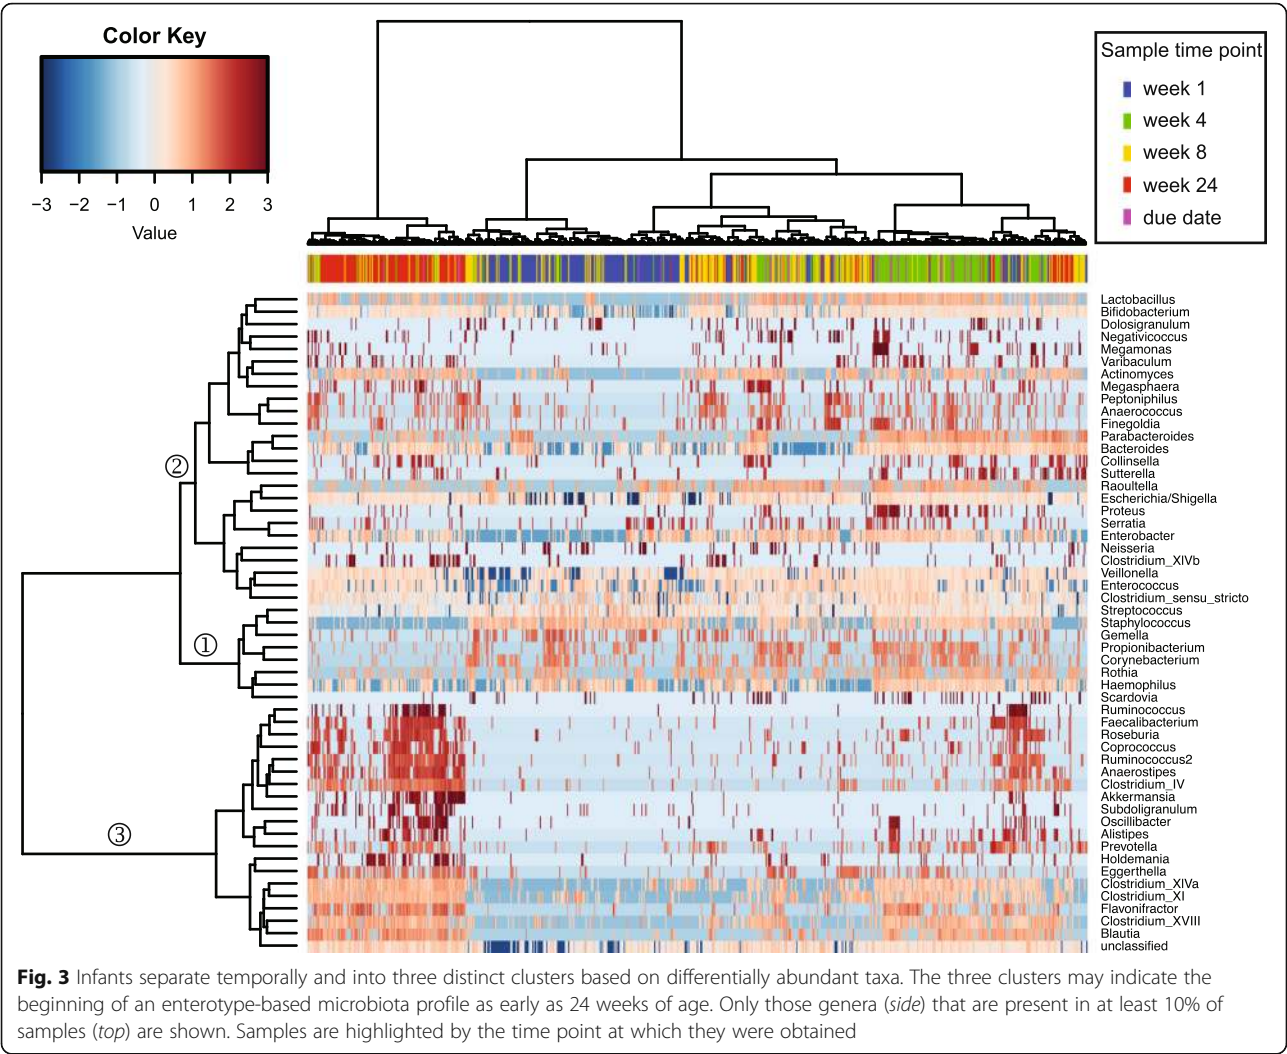 Color Key
−3 −2 −1 0 1 2 3
Value
Sample time point
week 1
week 4
week 8
week 24
due date
②
①
③
Lactobacillus
Bifidobacterium
Dolosigranulum
Negativicoccus
Megamonas
Varibaculum
Actinomyces
Megasphaera
Peptoniphilus
Anaerococcus
Finegoldia
Parabacteroides
Bacteroides
Collinsella
Sutterella
Raoultella
Escherichia/Shigella
Proteus
Serratia
Enterobacter
Neisseria
Clostridium_XlVb
Veillonella
Enterococcus
Clostridium_sensu_stricto
Streptococcus
Staphylococcus
Gemella
Propionibacterium
Corynebacterium
Rothia
Haemophilus
Scardovia
Ruminococcus
Faecalibacterium
Roseburia
Coprococcus
Ruminococcus2
Anaerostipes
Clostridium_IV
Akkermansia
Subdoligranulum
Oscillibacter
Alistipes
Prevotella
Holdemania
Eggerthella
Clostridium_XlVa
Clostridium_XI
Flavonifractor
Clostridium_XVIII
Blautia
unclassified
Fig. 3 Infants separate temporally and into three distinct clusters based on differentially abundant taxa. The three clusters may indicate the
beginning of an enterotype-based microbiota profile as early as 24 weeks of age. Only those genera (side) that are present in at least 10% of
samples (top) are shown. Samples are highlighted by the time point at which they were obtained